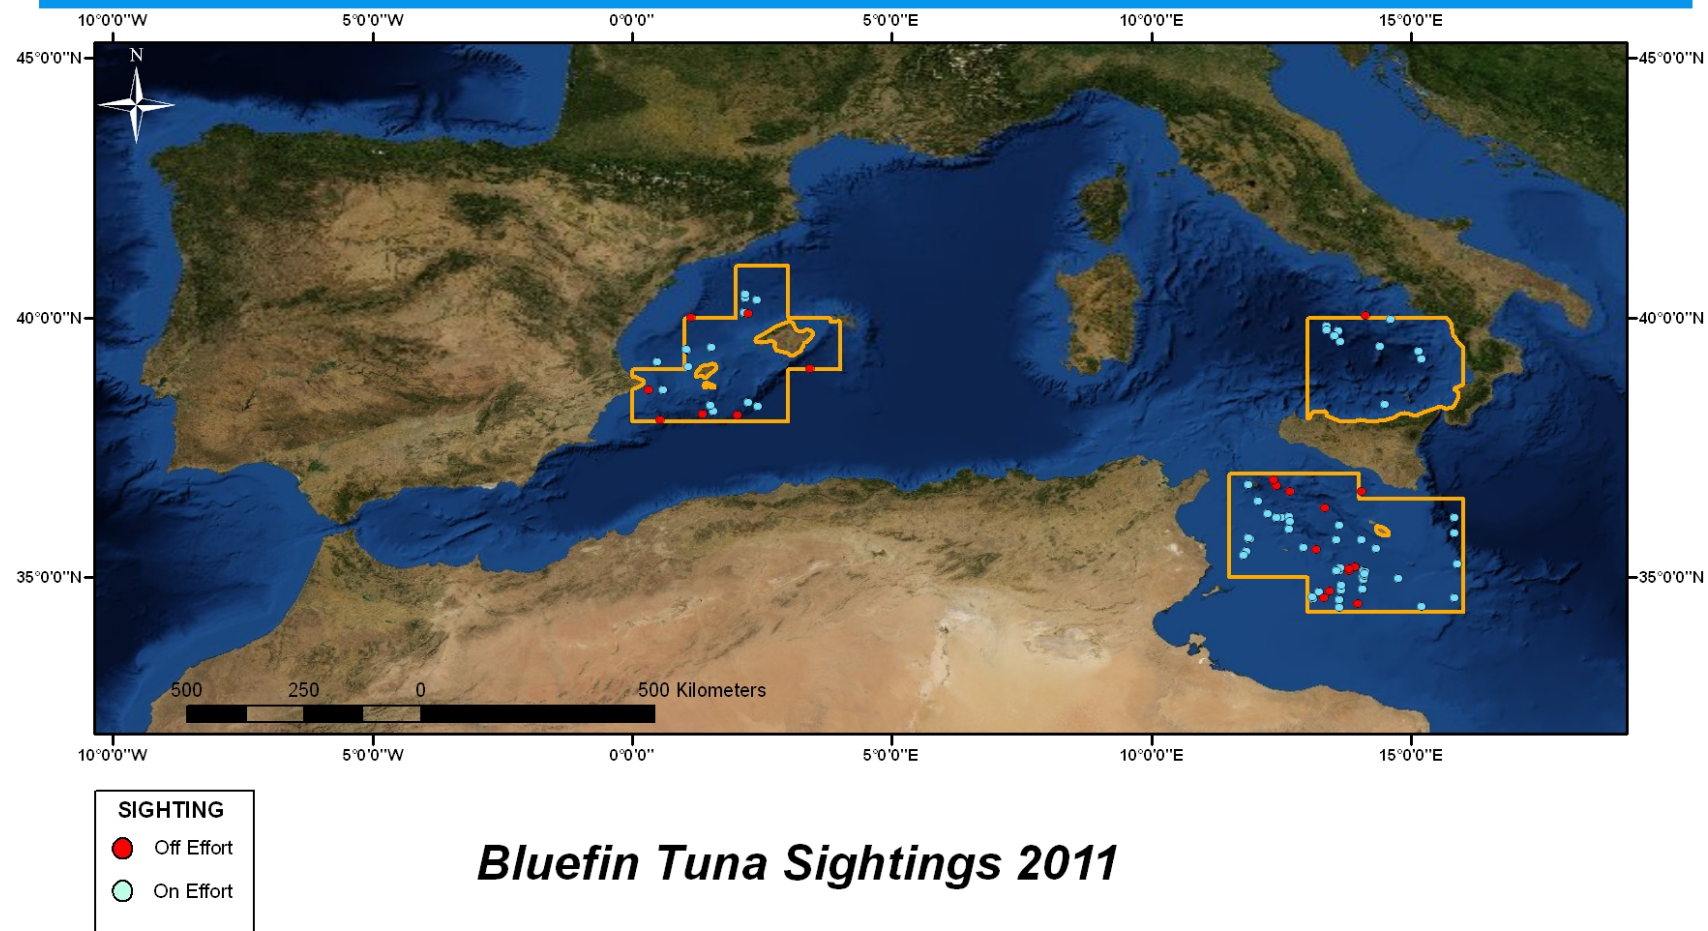 10°0'0"W 5°0'0"W 0°0'0" 5°0'0"E 10°0'0"E 15°0'0"E
45°0'0"N N 45°0'0"N
40°0'0"N 40°0'0"N
35°0'0"N 35°0'0"N
500 250 0 500 Kilometers
10°0'0"W 5°0'0"W 0°0'0" 5°0'0"E 10°0'0"E 15°0'0"E
SIGHTING
Off Effort
On Effort
Bluefin Tuna Sightings 2011